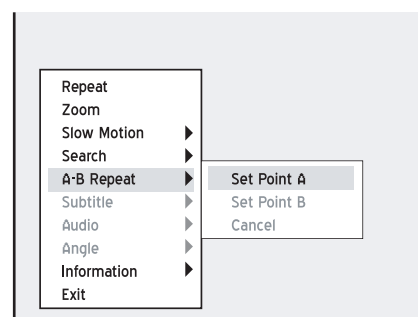 Repeat
Zoom
Slow Motion
Search
A-B Repeat
Set Point A
Subtitle
Set Point B
Audio
Cancel
Angle
Information
Exit